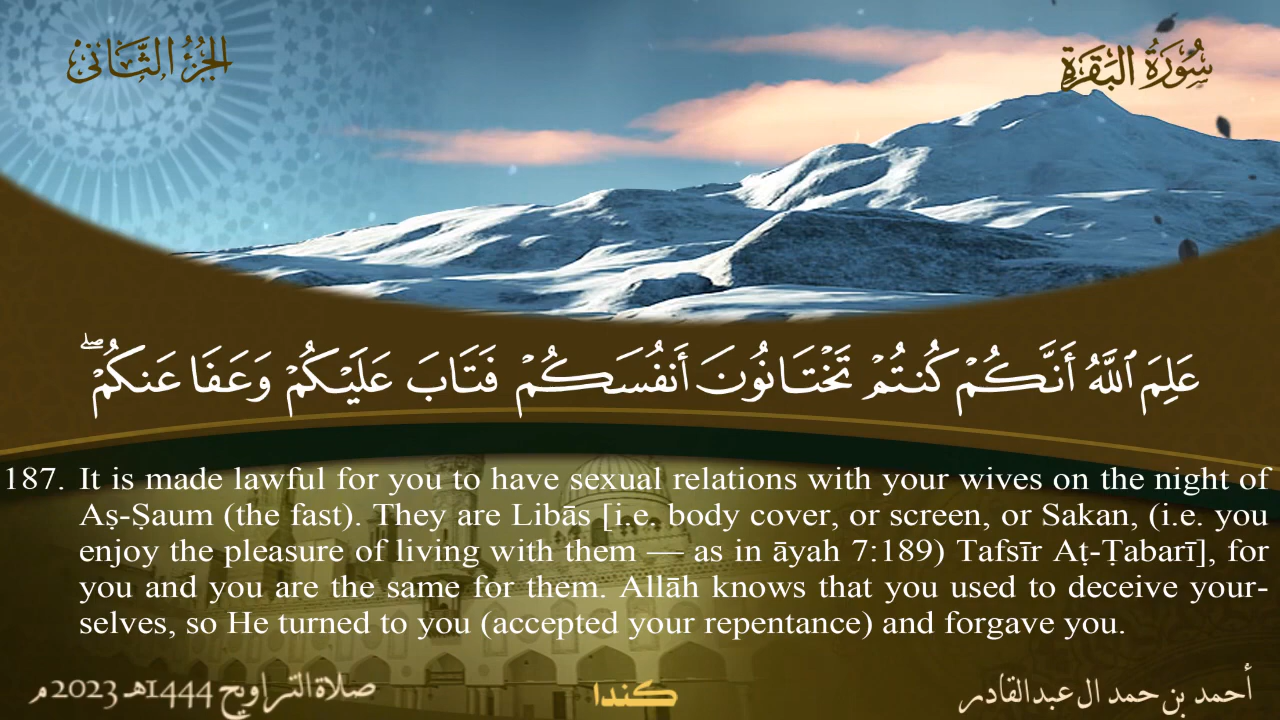 الجُزُ الثَّانى
سُورَةُ البَقَرَةِ
عَلِمَ ٱللَّهُ أَنَّكُمْ كُنتُمْ تَخْتَانُونَ أَنفُسَكُمْ فَتَابَ عَلَيْكُمْ وَعَفَا عَنكُمْ ۖ
187. It is made lawful for you to have sexual relations with your wives on the night of
Aṣ-Ṣaum (the fast). They are Libās [i.e. body cover, or screen, or Sakan, (i.e. you
enjoy the pleasure of living with them — as in āyah 7:189) Tafsīr Aṭ-Ṭabarī], for
you and you are the same for them. Allāh knows that you used to deceive your-
selves, so He turned to you (accepted your repentance) and forgave you.
صلاة التراويح 1444هـ 2023م
كندا
أحمد بن حمد ال عبدالقادر